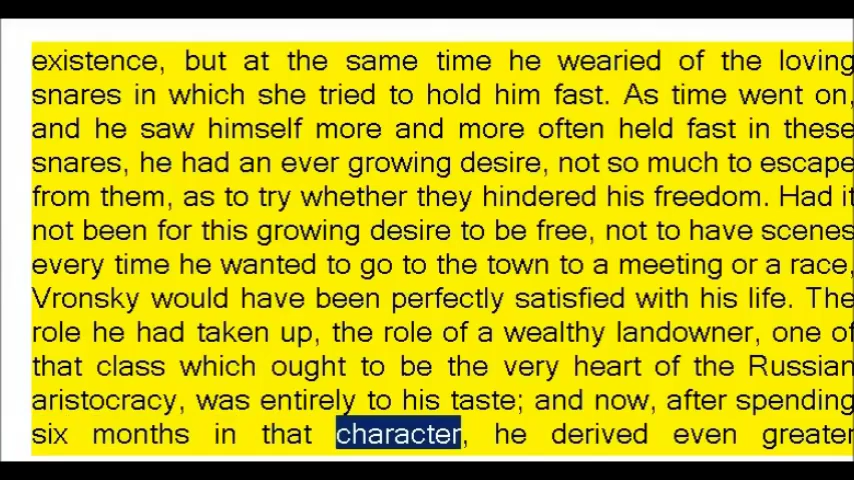 existence, but at the same time he wearied of the loving
snares in which she tried to hold him fast. As time went on,
and he saw himself more and more often held fast in these
snares, he had an ever growing desire, not so much to escape
from them, as to try whether they hindered his freedom. Had it
not been for this growing desire to be free, not to have scenes
every time he wanted to go to the town to a meeting or a race,
Vronsky would have been perfectly satisfied with his life. The
role he had taken up, the role of a wealthy landowner, one of
that class which ought to be the very heart of the Russian
aristocracy, was entirely to his taste; and now, after spending
six months in that character, he derived even greater